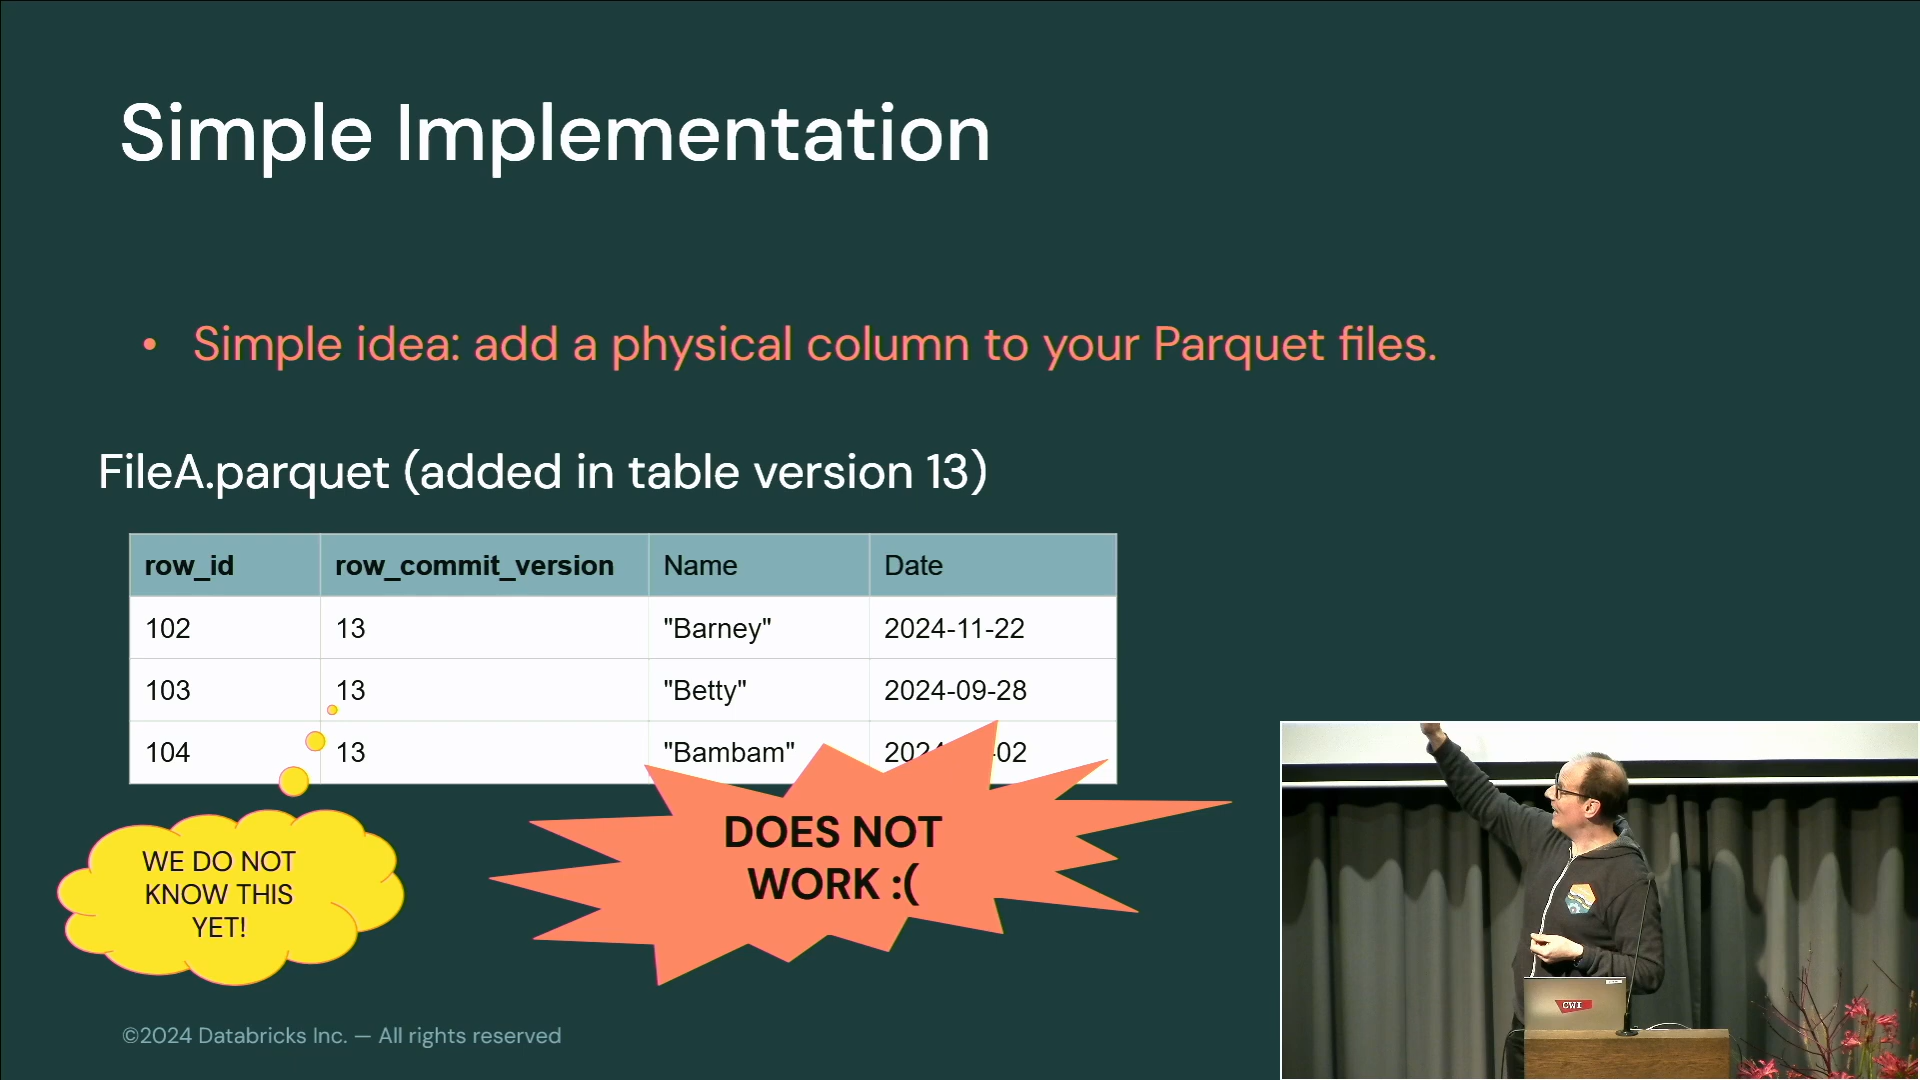 Simple Implementation
• Simple idea: add a physical column to your Parquet files.
FileA.parquet (added in table version 13)
row_id row_commit_version Name Date
102 13 "Barney" 2024-11-22
103 13 "Betty" 2024-09-28
104 13 "Bambam" 202 -02
WE DO NOT
KNOW THIS
YET!
DOES NOT
WORK :(
©2024 Databricks Inc. — All rights reserved
CWI